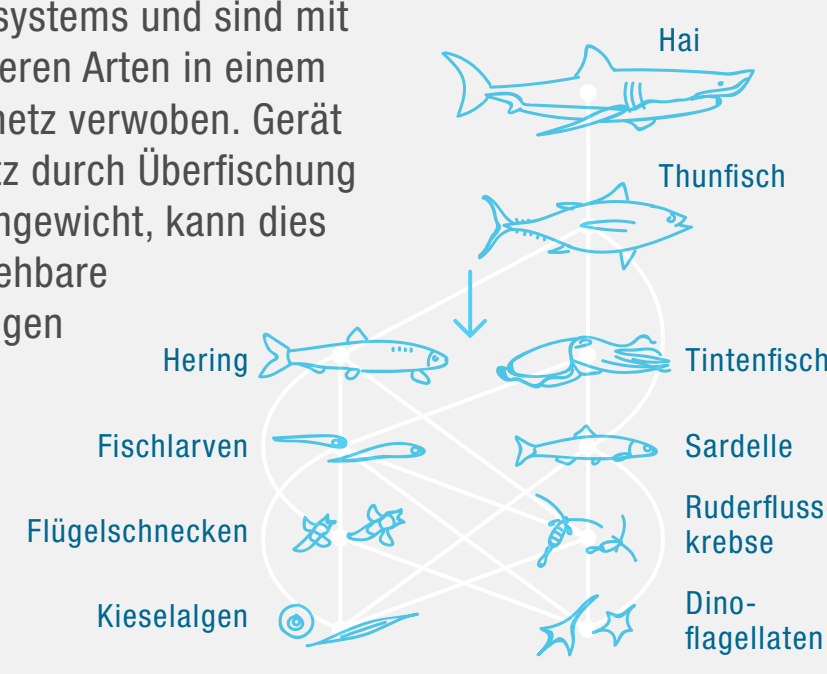 systems und sind mit
eren Arten in einem
netz verwoben. Gerät
tz durch Überfischung
ngewicht, kann dies
ehbare
gen
Hai
Thunfisch
Hering
Tintenfisch
Fischlarven
Sardelle
Flügelschnecken
Ruderfluss
krebse
Kieselalgen
Dino-
flagellaten